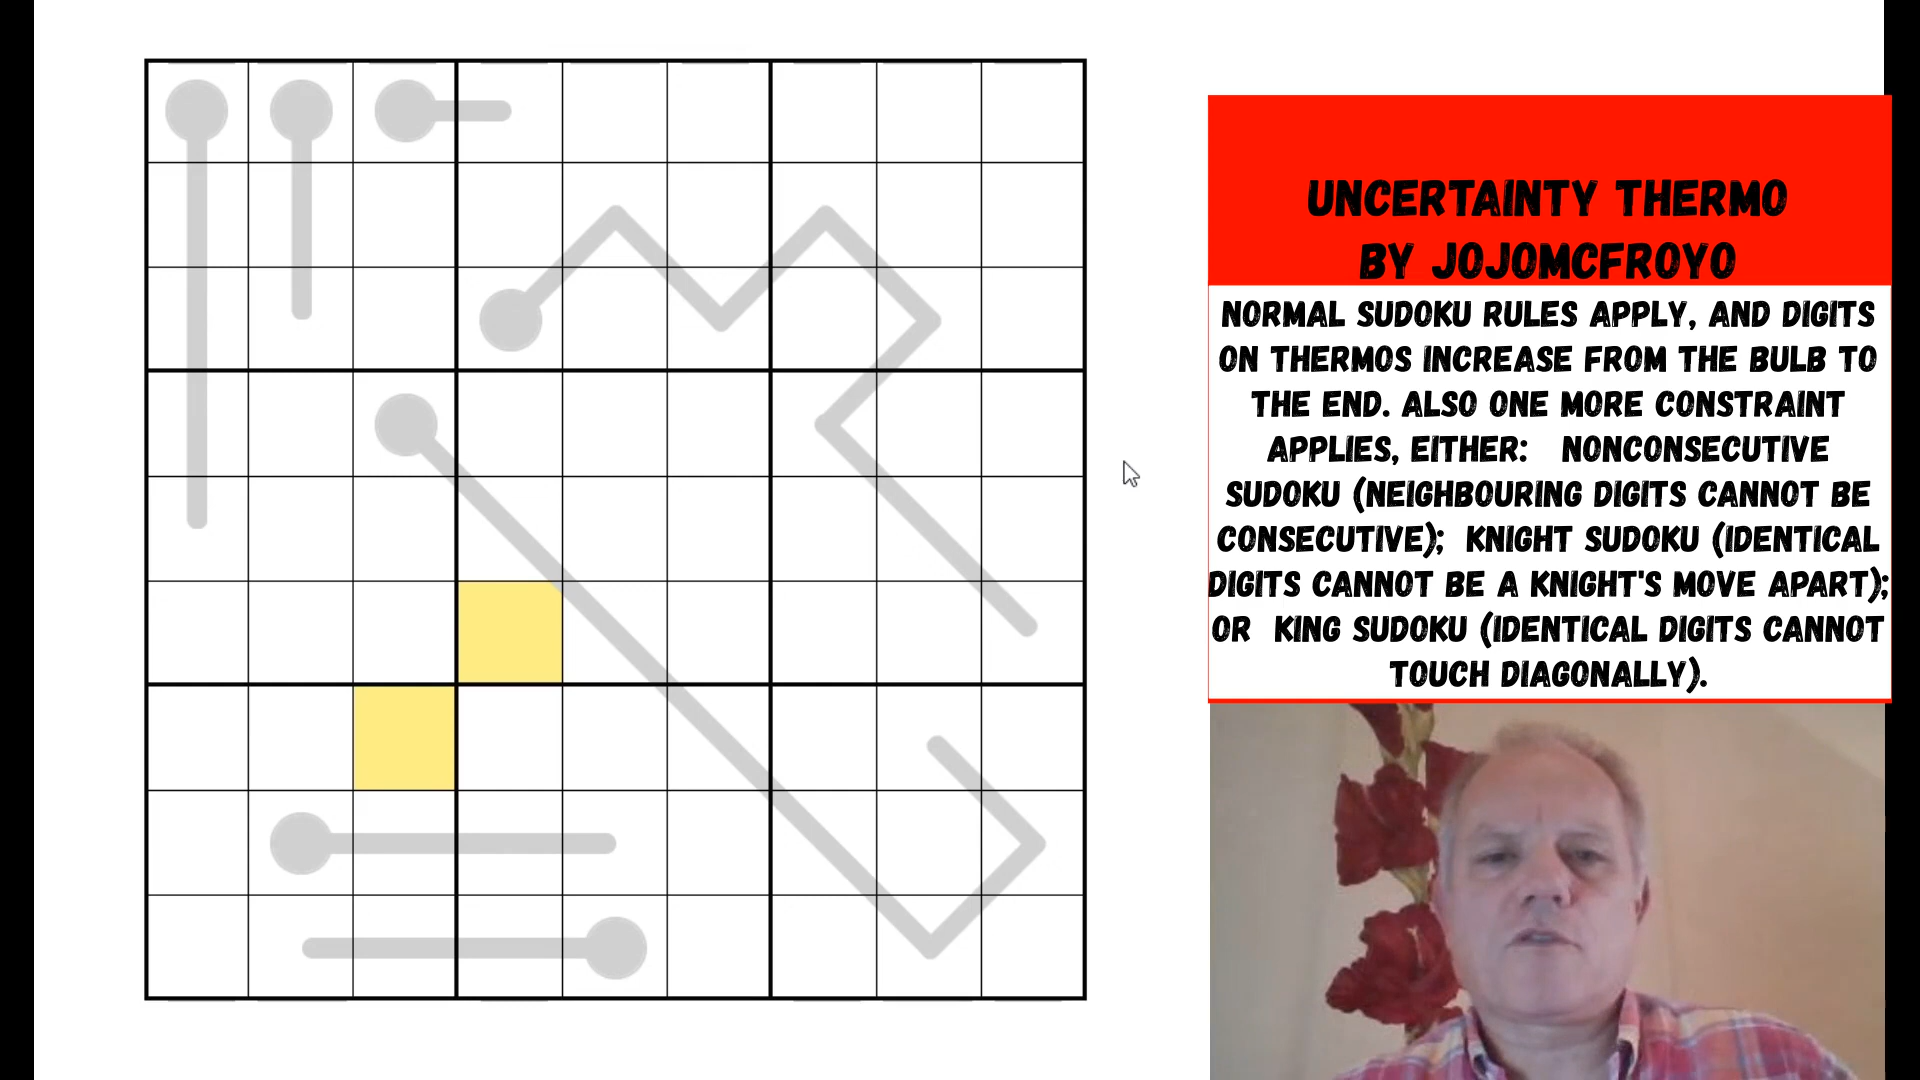 UNCERTAINTY THERMO
BY JOJOMCFROYO
NORMAL SUDOKU RULES APPLY, AND DIGITS
ON THERMOS INCREASE FROM THE BULB TO
THE END. ALSO ONE MORE CONSTRAINT
APPLIES, EITHER: NONCONSECUTIVE
SUDOKU (NEIGHBOURING DIGITS CANNOT BE
CONSECUTIVE); KNIGHT SUDOKU (IDENTICAL
DIGITS CANNOT BE A KNIGHT'S MOVE APART);
OR KING SUDOKU (IDENTICAL DIGITS CANNOT
TOUCH DIAGONALLY).